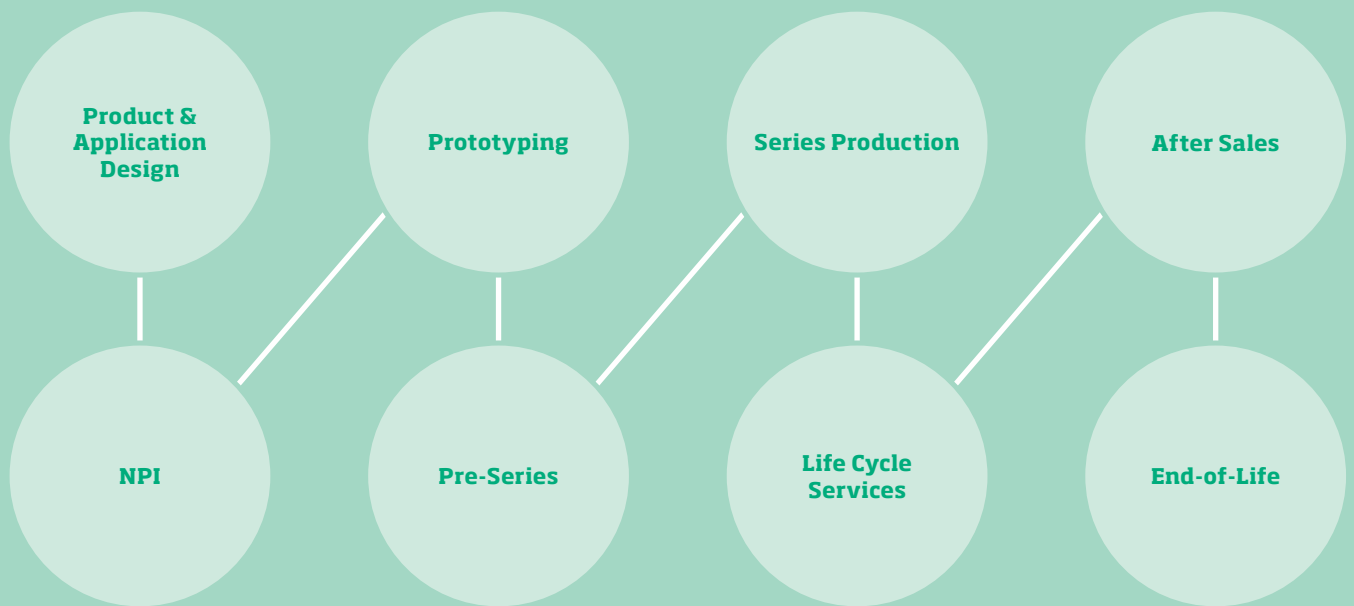 Product &
Application
Design
NPI
Prototyping
Pre-Series
Series Production
Life Cycle
Services
After Sales
End-of-Life